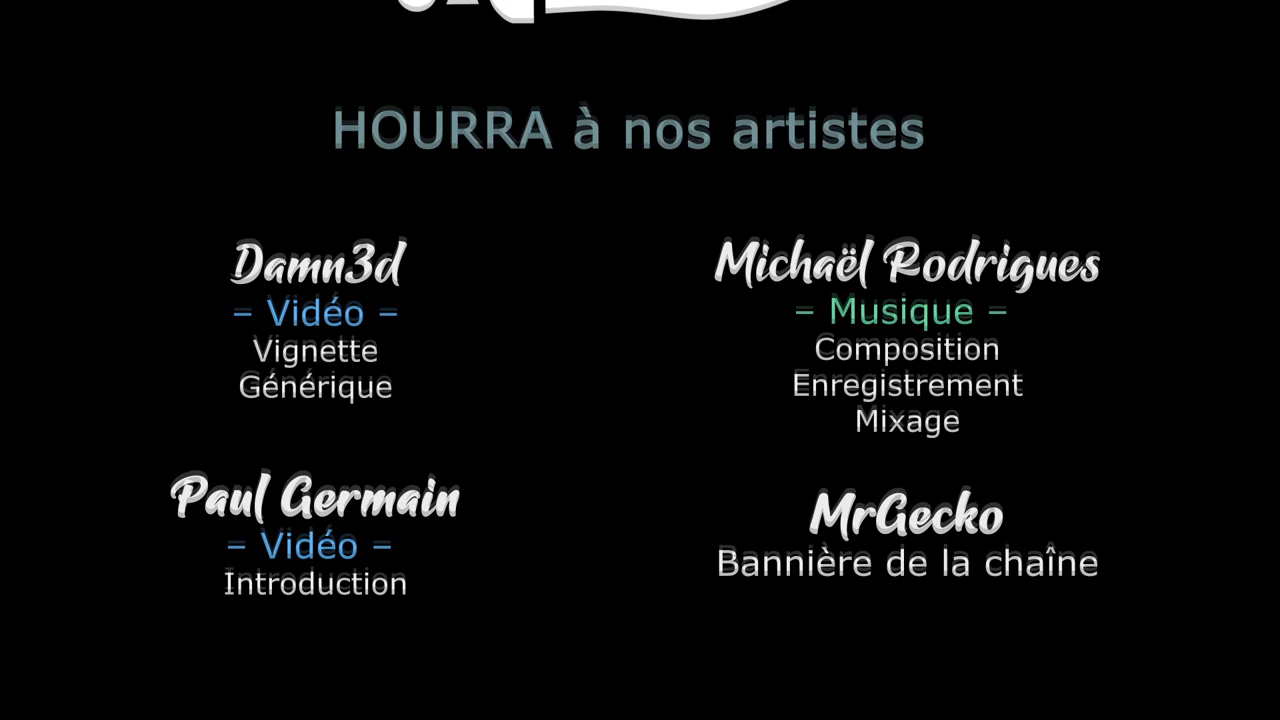 HOURRA à nos artistes
Damn3d
– Vidéo –
Vignette
Générique
Michaël Rodrigues
– Musique –
Composition
Enregistrement
Mixage
Paul Germain
– Vidéo –
Introduction
MrGecko
Bannière de la chaîne